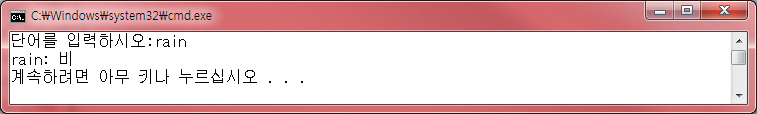 C:₩Windows₩system32₩cmd.exe
단어를 입력하시오:rain
rain: 비
계속하려면 아무 키나 누르십시오 . . .